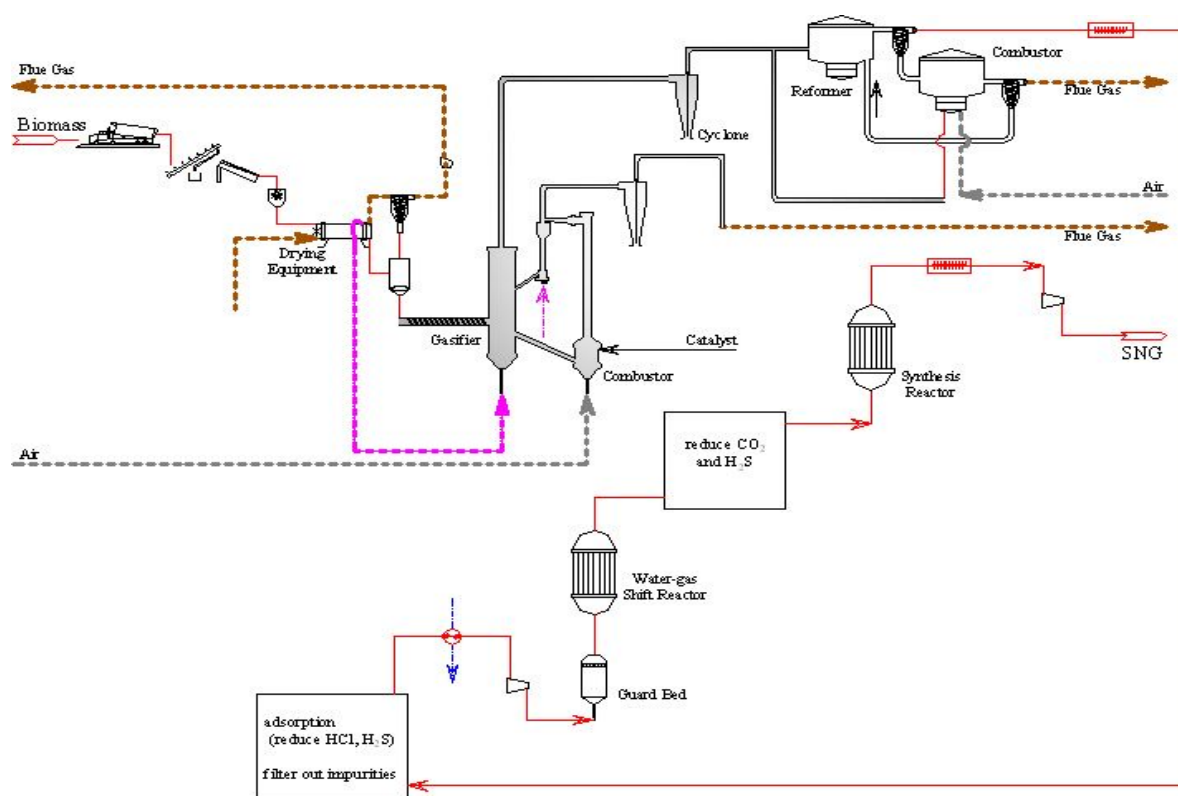 Flue Gas
Biomass
Drying
Equipment
Air
Gasifier
Combustor
Catalyst
Cyclone
Reformer
Combustor
Flue Gas
Air
Flue Gas
SNG
Synthesis
Reactor
reduce CO₂
and H₂S
Water-gas
Shift Reactor
Guard Bed
adsorption
(reduce HCl, H₂S)
filter out impurities